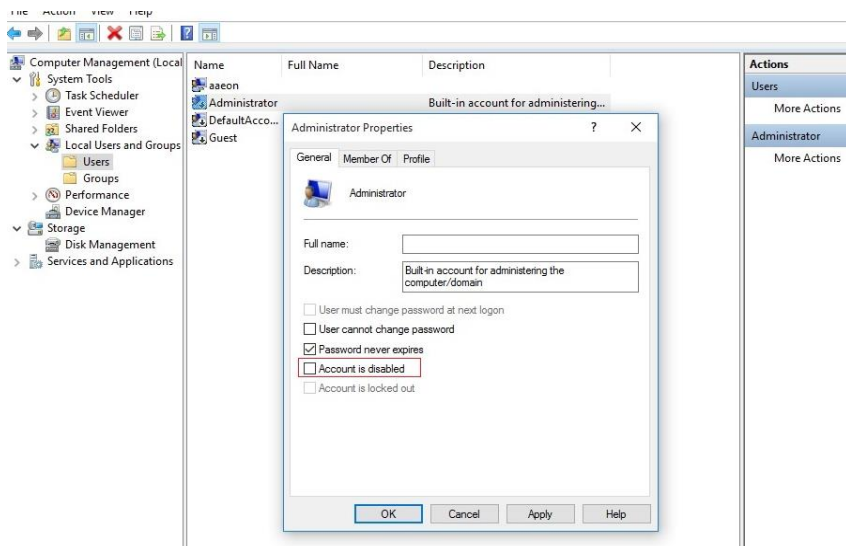 File Action View Help
Computer Management (Local
System Tools
Task Scheduler
Event Viewer
Shared Folders
Local Users and Groups
Users
Groups
Performance
Device Manager
Storage
Disk Management
Services and Applications
Name Full Name Description
aaeon
Administrator Built-in account for administering...
DefaultAcco...
Guest
Administrator Properties ?
General Member Of Profile
Administrator
Full name:
Description: Built-in account for administering the
computer/domain
User must change password at next logon
User cannot change password
Password never expires
Account is disabled
Account is locked out
OK Cancel Apply Help
Actions
Users
More Actions
Administrator
More Actions